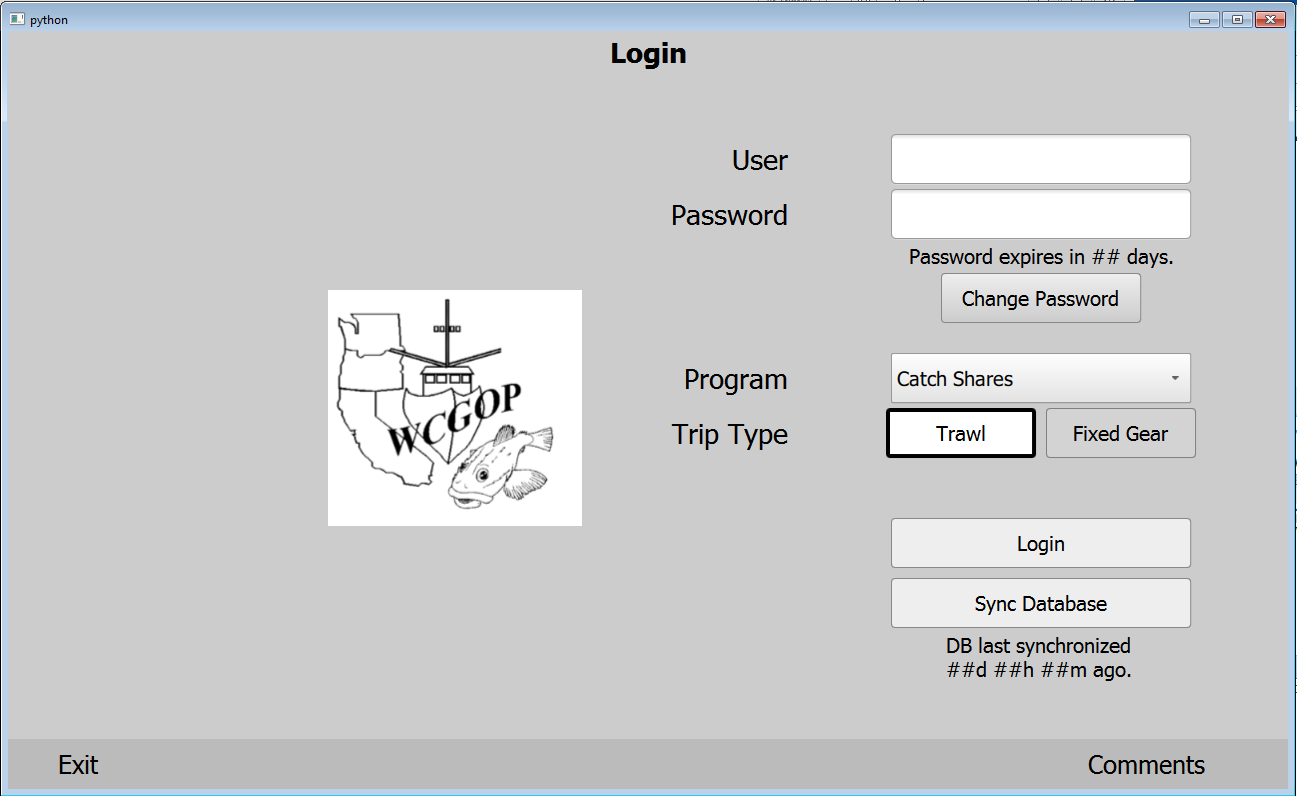 python
Login
User
Password
Password expires in ## days.
Change Password
WCGOP
Program
Catch Shares
Trip Type
Trawl
Fixed Gear
Login
Sync Database
DB last synchronized
##d ##h ##m ago.
Exit
Comments